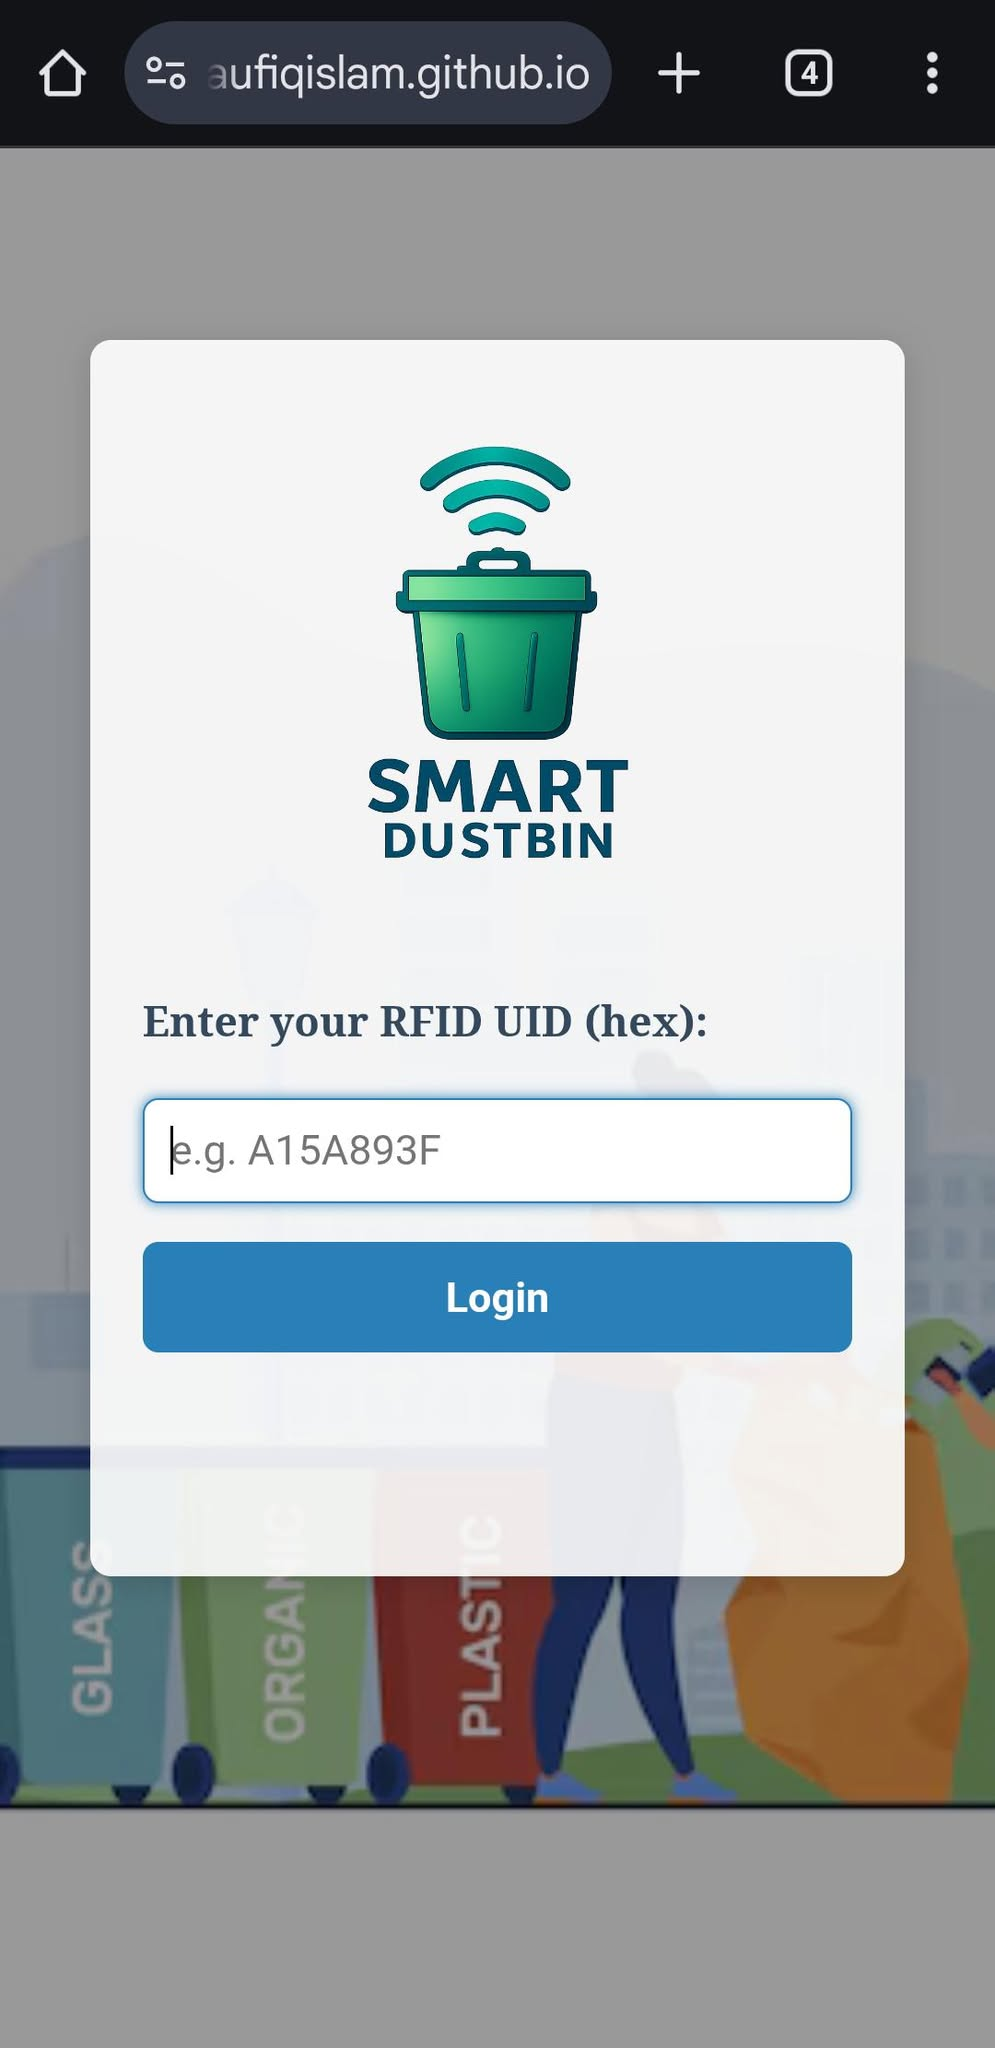 aufiqislam.github.io
4
SMART
DUSTBIN
Enter your RFID UID (hex):
e.g. A15A893F
Login
GLASS
ORGANIC
PLASTIC